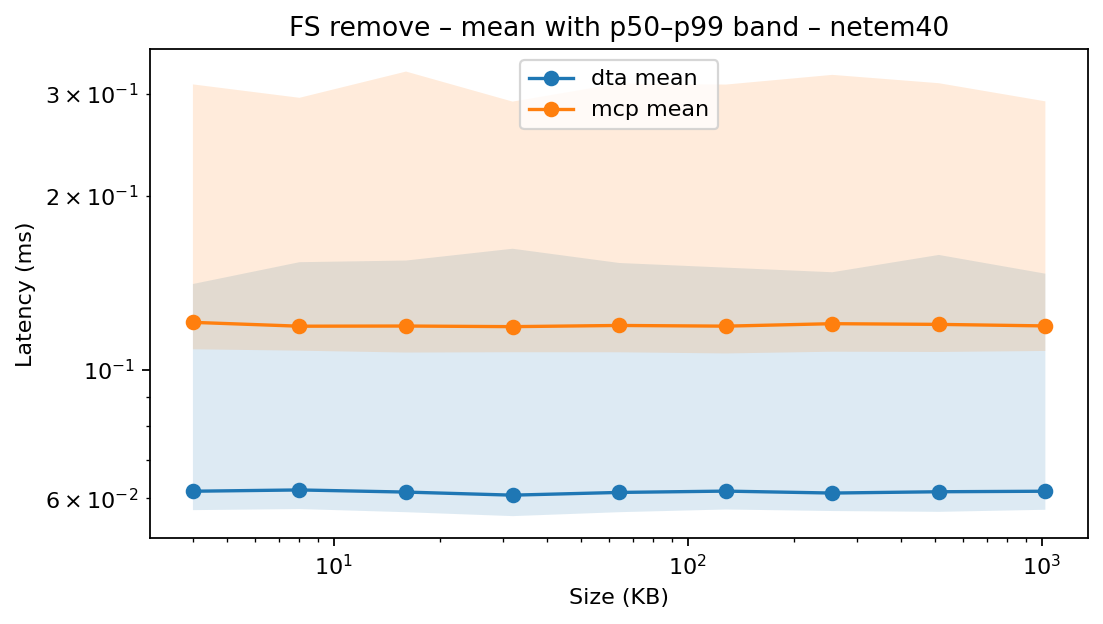 FS remove – mean with p50–p99 band – netem40
dta mean
mcp mean
3 × 10⁻¹
2 × 10⁻¹
10⁻¹
6 × 10⁻²
Latency (ms)
10¹
10²
10³
Size (KB)